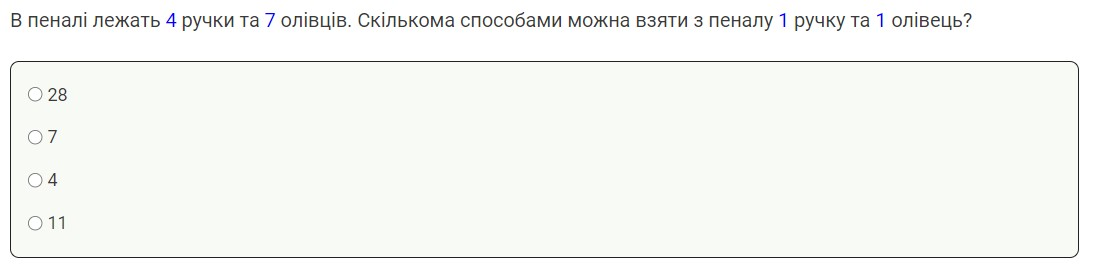 В пеналі лежать 4 ручки та 7 олівців. Скількома способами можна взяти з пеналу 1 ручку та 1 олівець?
28
7
4
11